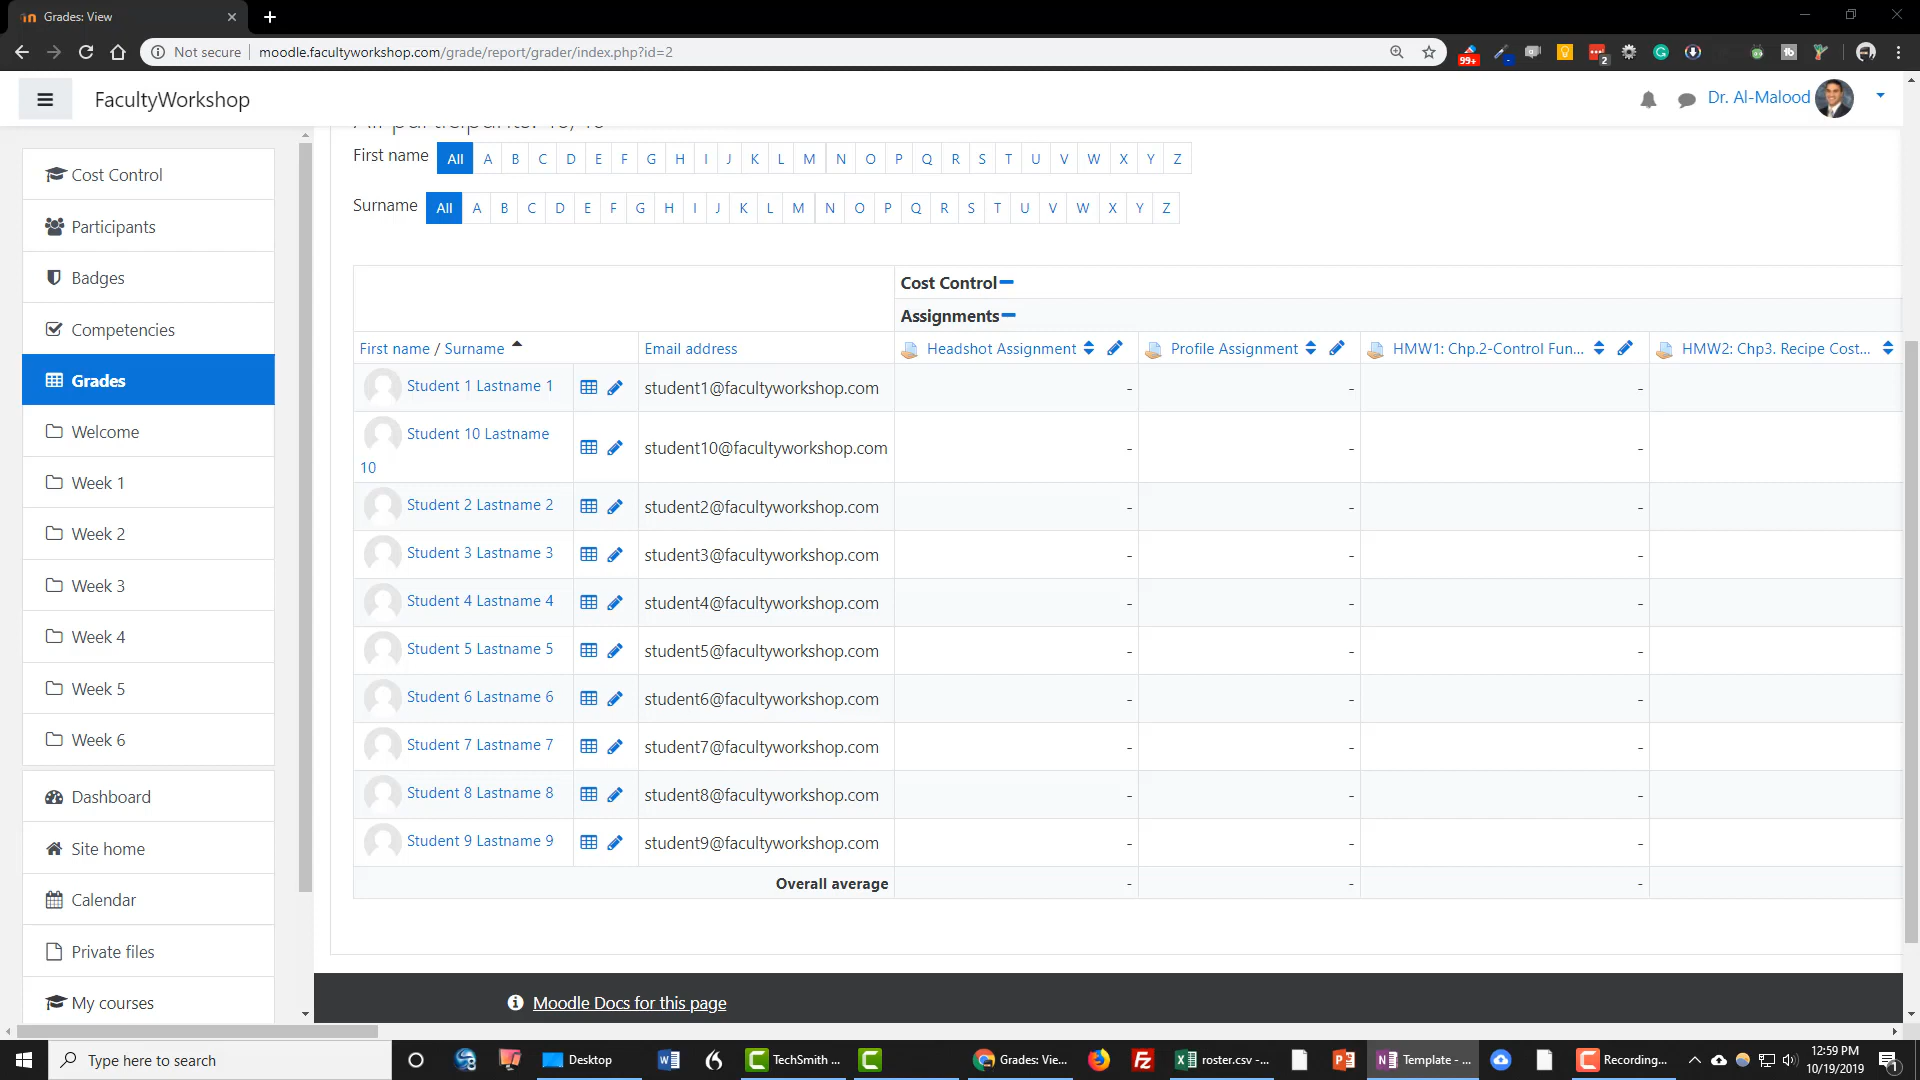 Grades: View
Not secure moodle.facultyworkshop.com/grade/report/grader/index.php?id=2
99+
2
FacultyWorkshop
Dr. Al-Malood
First name All A B C D E F G H I J K L M N O P Q R S T U V W X Y Z
Surname All A B C D E F G H I J K L M N O P Q R S T U V W X Y Z
Cost Control
Participants
Badges
Competencies
Grades
Welcome
Week 1
Week 2
Week 3
Week 4
Week 5
Week 6
Dashboard
Site home
Calendar
Private files
My courses
Cost Control
Assignments
First name / Surname Email address Headshot Assignment Profile Assignment HMW1: Chp.2-Control Fun... HMW2: Chp3. Recipe Cost...
Student 1 Lastname 1 student1@facultyworkshop.com - - -
Student 10 Lastname
10 student10@facultyworkshop.com - - -
Student 2 Lastname 2 student2@facultyworkshop.com - - -
Student 3 Lastname 3 student3@facultyworkshop.com - - -
Student 4 Lastname 4 student4@facultyworkshop.com - - -
Student 5 Lastname 5 student5@facultyworkshop.com - - -
Student 6 Lastname 6 student6@facultyworkshop.com - - -
Student 7 Lastname 7 student7@facultyworkshop.com - - -
Student 8 Lastname 8 student8@facultyworkshop.com - - -
Student 9 Lastname 9 student9@facultyworkshop.com - - -
Overall average - - -
Moodle Docs for this page
Type here to search
Desktop
TechSmith ...
Grades: Vie...
roster.csv -...
Template - ...
Recording...
12:59 PM
10/19/2019
1